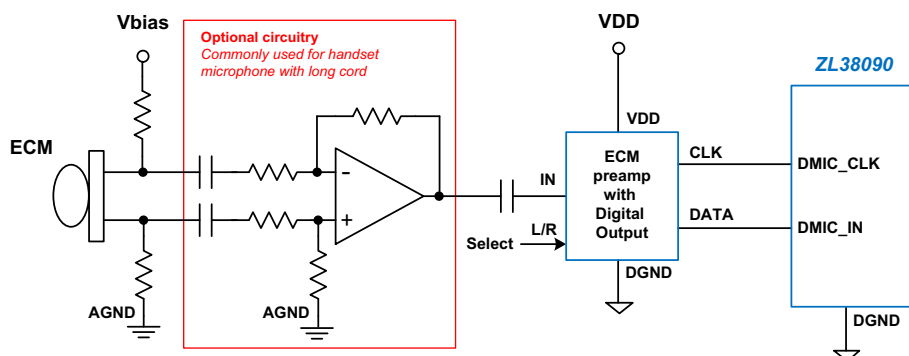 Vbias
Optional circuitry
Commonly used for handset
microphone with long cord
VDD
ZL38090
ECM
VDD
ECM
preamp
with
Digital
Output
IN
CLK
DMIC_CLK
-
+
DATA
DMIC_IN
L/R
Select
AGND
AGND
DGND
DGND